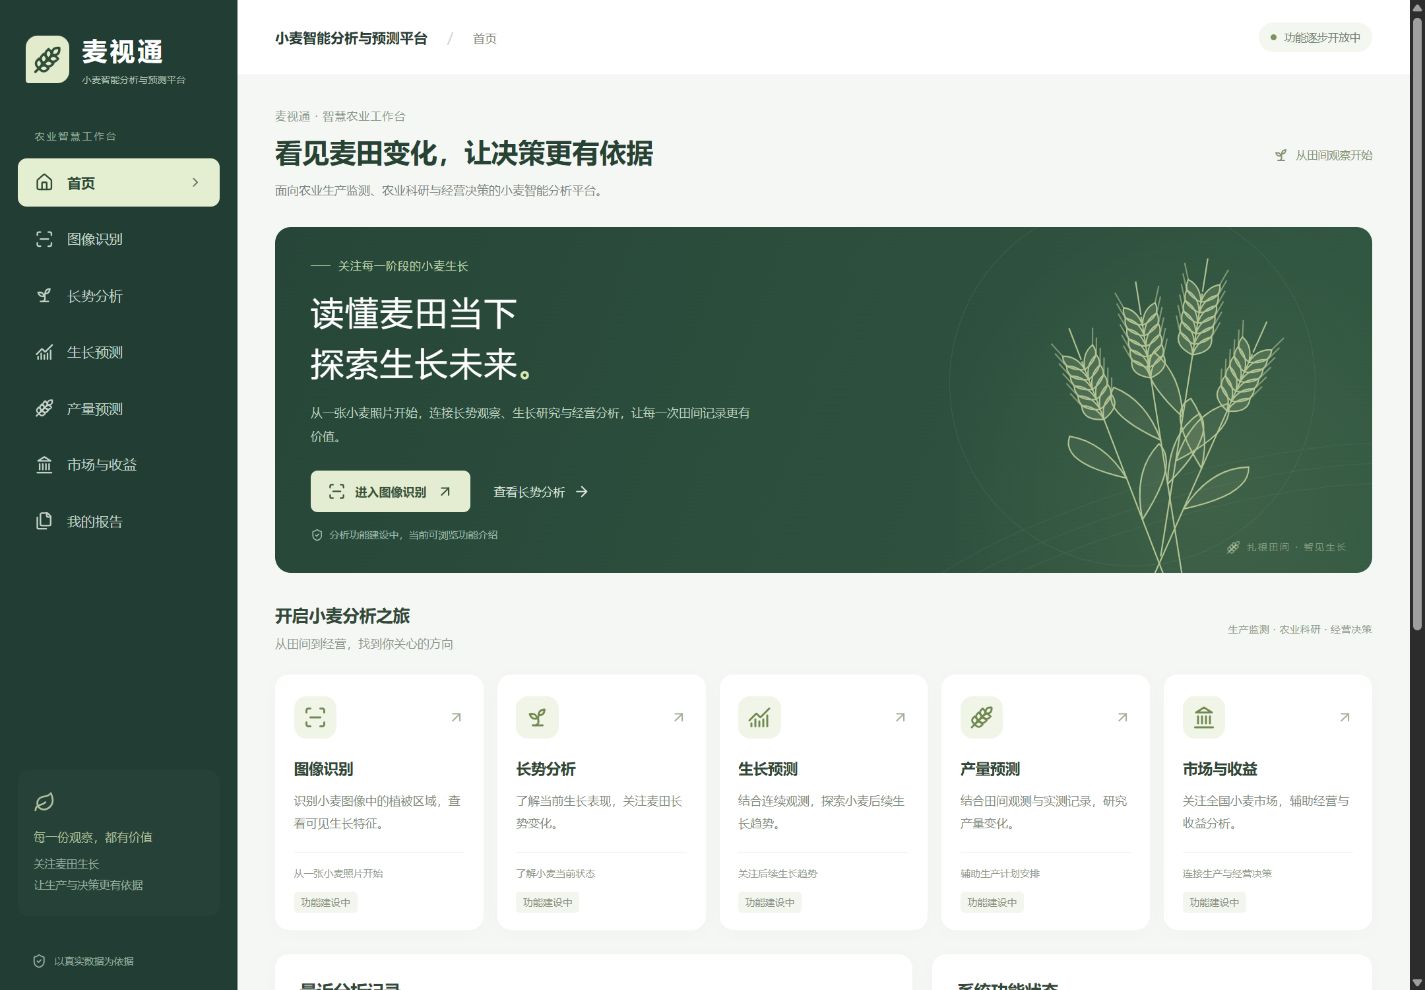 麦视通
小麦智能分析与预测平台
农业智慧工作台
首页
图像识别
长势分析
生长预测
产量预测
市场与收益
我的报告
每一份观察，都有价值
关注麦田生长
让生产与决策更有依据
以真实数据为依据
小麦智能分析与预测平台 / 首页
功能逐步开放中
麦视通 · 智慧农业工作台
看见麦田变化，让决策更有依据
从田间观察开始
面向农业生产监测、农业科研与经营决策的小麦智能分析平台。
关注每一阶段的小麦生长
读懂麦田当下
探索生长未来。
从一张小麦照片开始，连接长势观察、生长研究与经营分析，让每一次田间记录更有
价值。
进入图像识别
查看长势分析
分析功能建设中，当前可浏览功能介绍
扎根田间 · 智见生长
开启小麦分析之旅
从田间到经营，找到你关心的方向
生产监测 · 农业科研 · 经营决策
图像识别
识别小麦图像中的植被区域，查
看可见生长特征。
从一张小麦照片开始
功能建设中
长势分析
了解当前生长表现，关注麦田长
势变化。
了解小麦当前状态
功能建设中
生长预测
结合连续观测，探索小麦后续生
长趋势。
关注后续生长趋势
功能建设中
产量预测
结合田间观测与实测记录，研究
产量变化。
辅助生产计划安排
功能建设中
市场与收益
关注全国小麦市场，辅助经营与
收益分析。
连接生产与经营决策
功能建设中
最近分析记录
系统功能状态